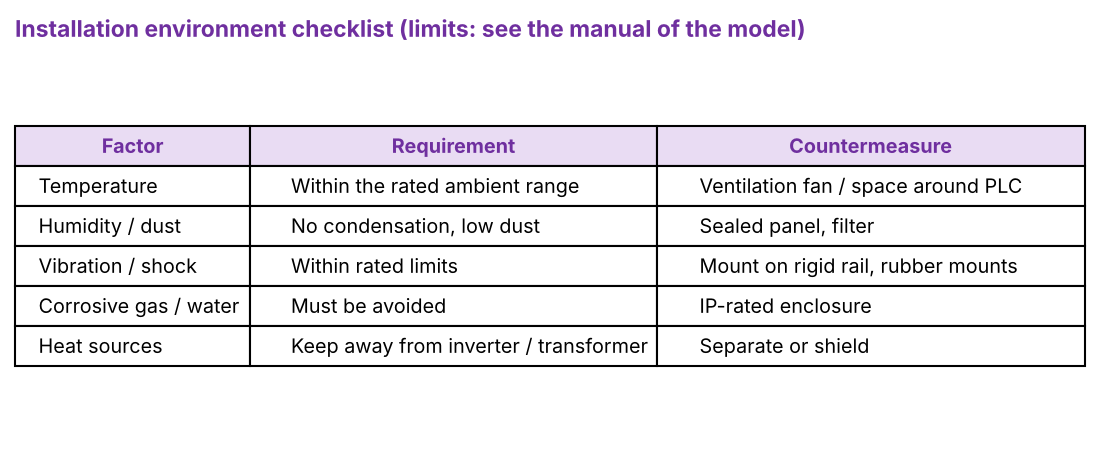 Installation environment checklist (limits: see the manual of the model)
Factor Requirement Countermeasure
Temperature Within the rated ambient range Ventilation fan / space around PLC
Humidity / dust No condensation, low dust Sealed panel, filter
Vibration / shock Within rated limits Mount on rigid rail, rubber mounts
Corrosive gas / water Must be avoided IP-rated enclosure
Heat sources Keep away from inverter / transformer Separate or shield